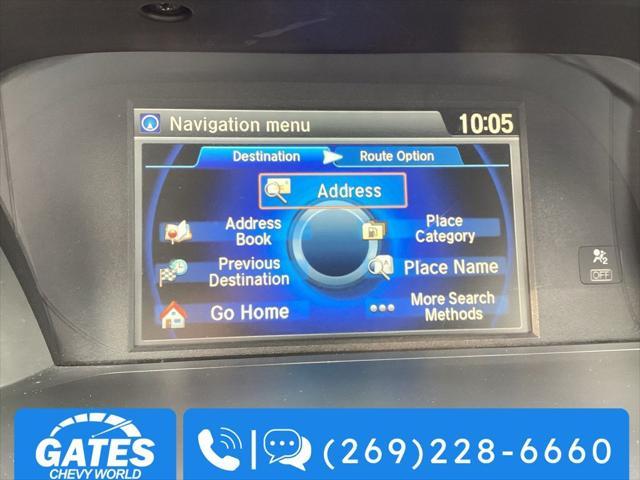 Navigation menu
10:05
Destination
Route Option
Address
Address
Book
Place
Category
Previous
Destination
Place Name
Go Home
More Search
Methods
2
OFF
GATES
CHEVY WORLD
(269)228-6660